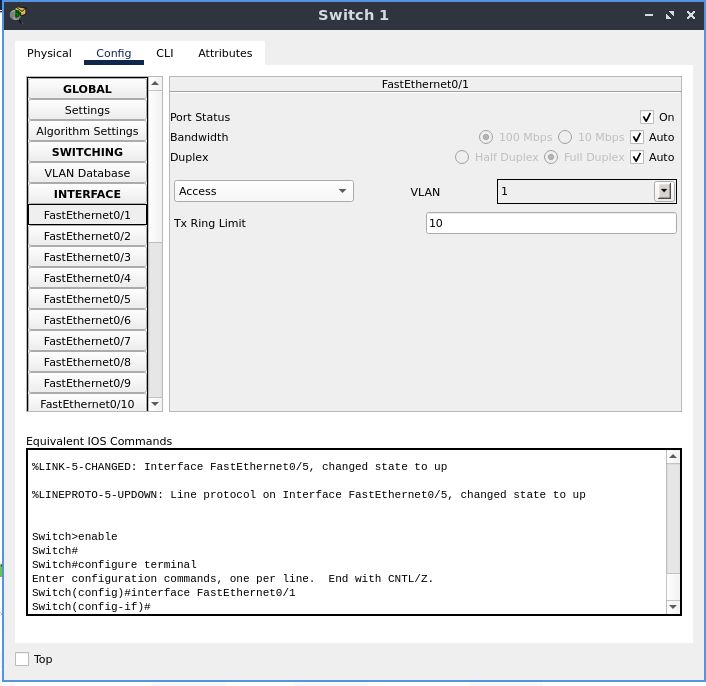 Switch 1
Physical Config CLI Attributes
GLOBAL
Settings
Algorithm Settings
SWITCHING
VLAN Database
INTERFACE
FastEthernet0/1
FastEthernet0/2
FastEthernet0/3
FastEthernet0/4
FastEthernet0/5
FastEthernet0/6
FastEthernet0/7
FastEthernet0/8
FastEthernet0/9
FastEthernet0/10
FastEthernet0/1
Port Status On
Bandwidth 100 Mbps 10 Mbps Auto
Duplex Half Duplex Full Duplex Auto
Access VLAN 1
Tx Ring Limit 10
Equivalent IOS Commands
%LINK-5-CHANGED: Interface FastEthernet0/5, changed state to up
%LINEPROTO-5-UPDOWN: Line protocol on Interface FastEthernet0/5, changed state to up
Switch>enable
Switch#
Switch#configure terminal
Enter configuration commands, one per line.  End with CNTL/Z.
Switch(config)#interface FastEthernet0/1
Switch(config-if)#
Top